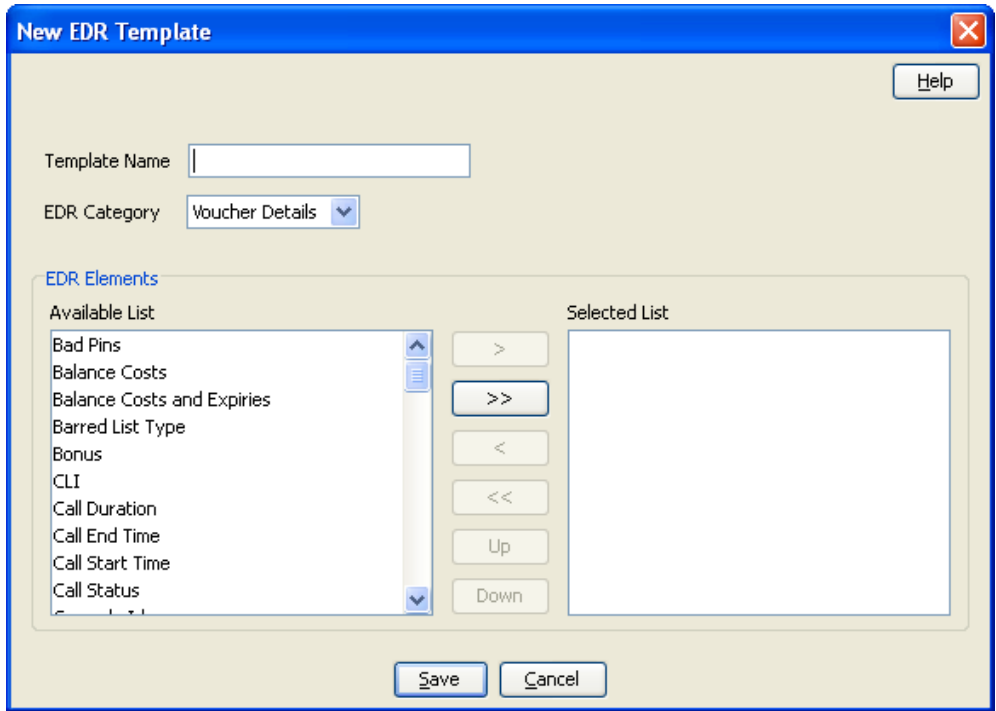 New EDR Template
Help
Template Name
EDR Category Voucher Details
EDR Elements
Available List Selected List
Bad Pins
Balance Costs
Balance Costs and Expiries
Barred List Type
Bonus
CLI
Call Duration
Call End Time
Call Start Time
Call Status
>
>>
<
<<
Up
Down
Save Cancel